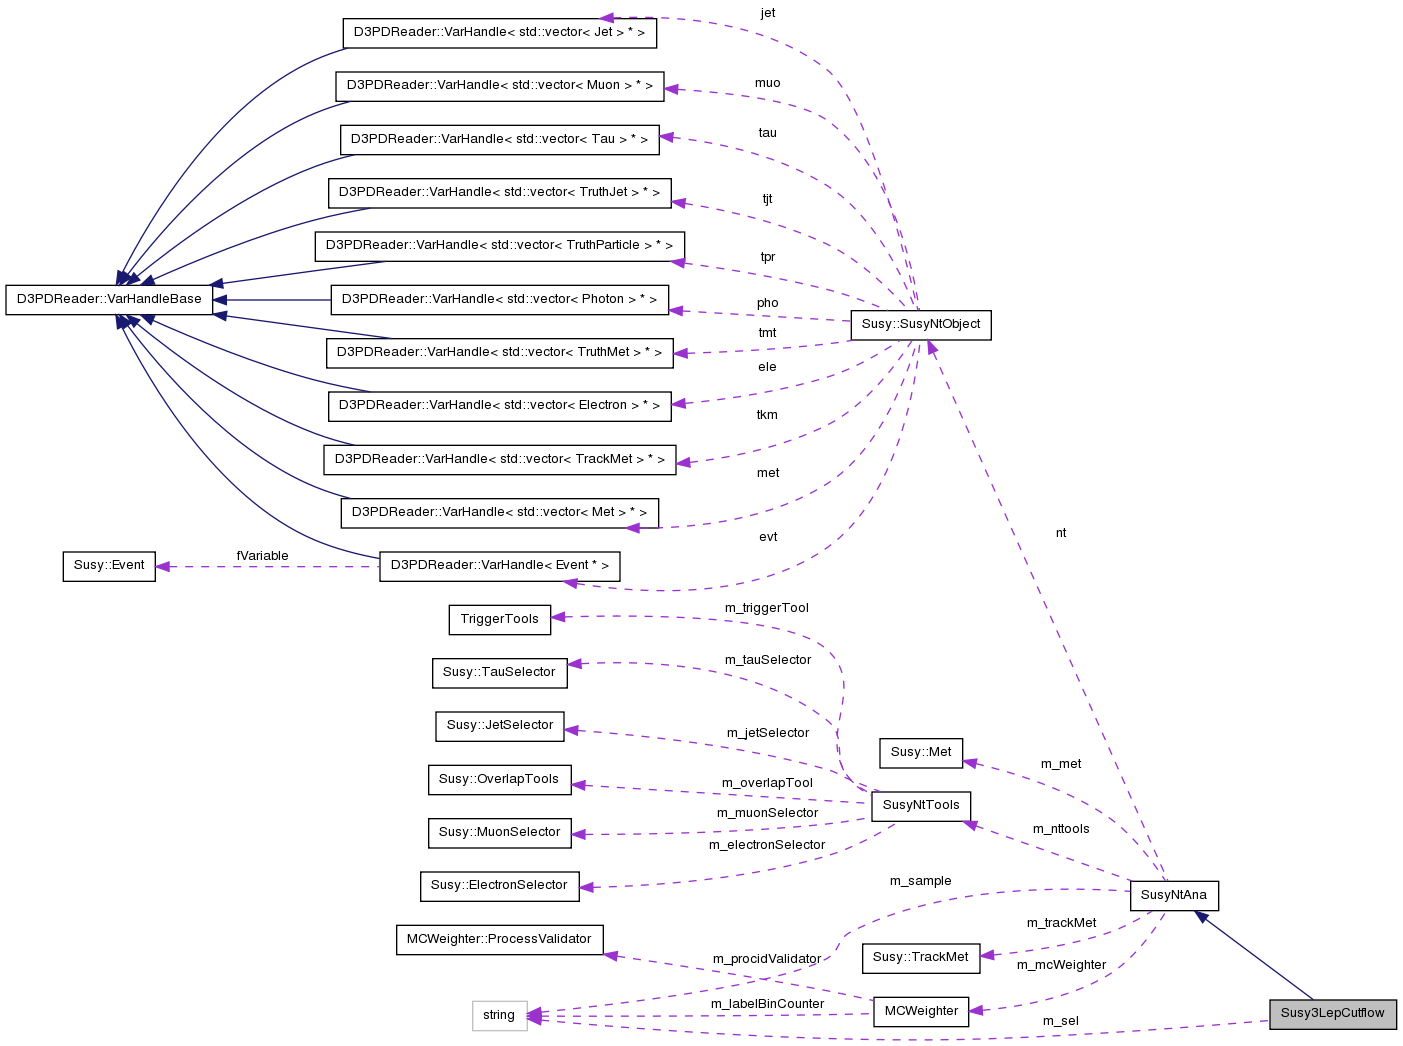 jet
D3PDReader::VarHandle< std::vector< Jet > * >
muo
D3PDReader::VarHandle< std::vector< Muon > * >
tau
D3PDReader::VarHandle< std::vector< Tau > * >
tjt
D3PDReader::VarHandle< std::vector< TruthJet > * >
tpr
D3PDReader::VarHandle< std::vector< TruthParticle > * >
D3PDReader::VarHandleBase
D3PDReader::VarHandle< std::vector< Photon > * >
pho
Susy::SusyNtObject
tmt
D3PDReader::VarHandle< std::vector< TruthMet > * >
ele
D3PDReader::VarHandle< std::vector< Electron > * >
tkm
D3PDReader::VarHandle< std::vector< TrackMet > * >
met
D3PDReader::VarHandle< std::vector< Met > * >
evt
nt
fVariable
Susy::Event
D3PDReader::VarHandle< Event * >
m_triggerTool
TriggerTools
m_tauSelector
Susy::TauSelector
m_jetSelector
Susy::JetSelector
Susy::Met
m_met
m_overlapTool
Susy::OverlapTools
SusyNtTools
m_muonSelector
Susy::MuonSelector
m_nttools
m_electronSelector
Susy::ElectronSelector
m_sample
SusyNtAna
m_trackMet
MCWeighter::ProcessValidator
m_procidValidator
Susy::TrackMet
m_mcWeighter
m_labelBinCounter
string
MCWeighter
m_sel
Susy3LepCutflow